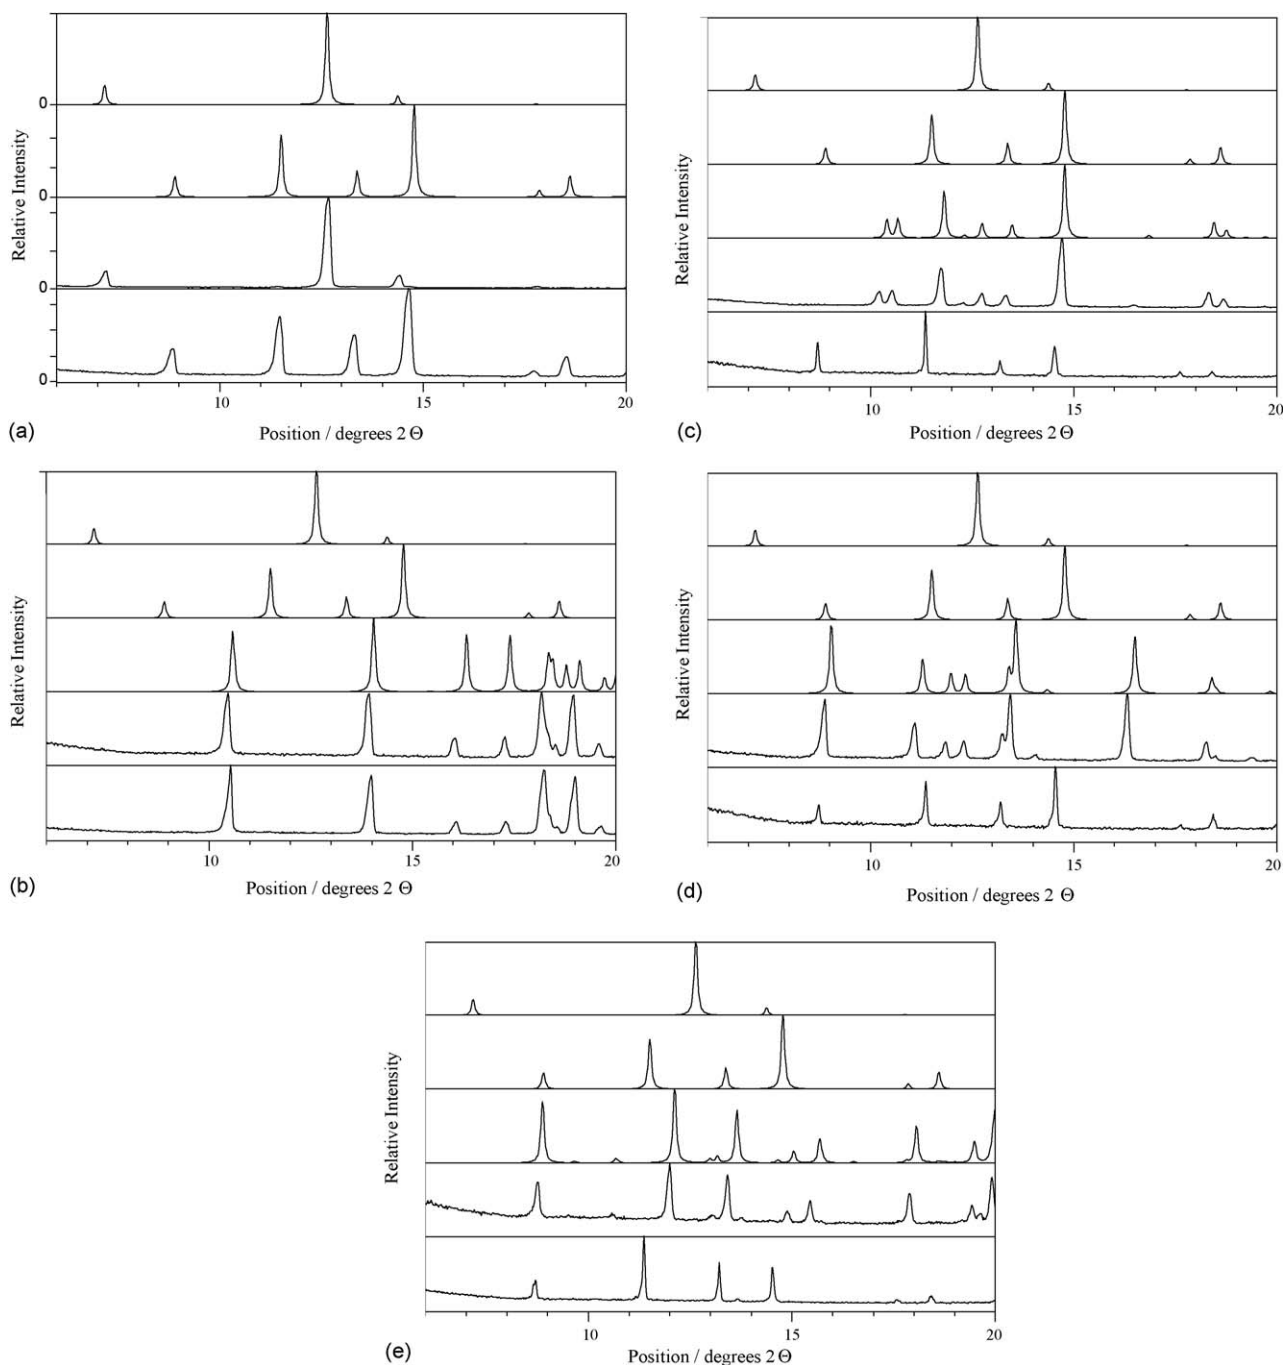 Relative Intensity
0
0
0
0
10
15
20
(a)
Position / degrees 2 Θ
Relative Intensity
10
15
20
(c)
Position / degrees 2 Θ
Relative Intensity
10
15
20
(b)
Position / degrees 2 Θ
Relative Intensity
10
15
20
(d)
Position / degrees 2 Θ
Relative Intensity
10
15
20
(e)
Position / degrees 2 Θ